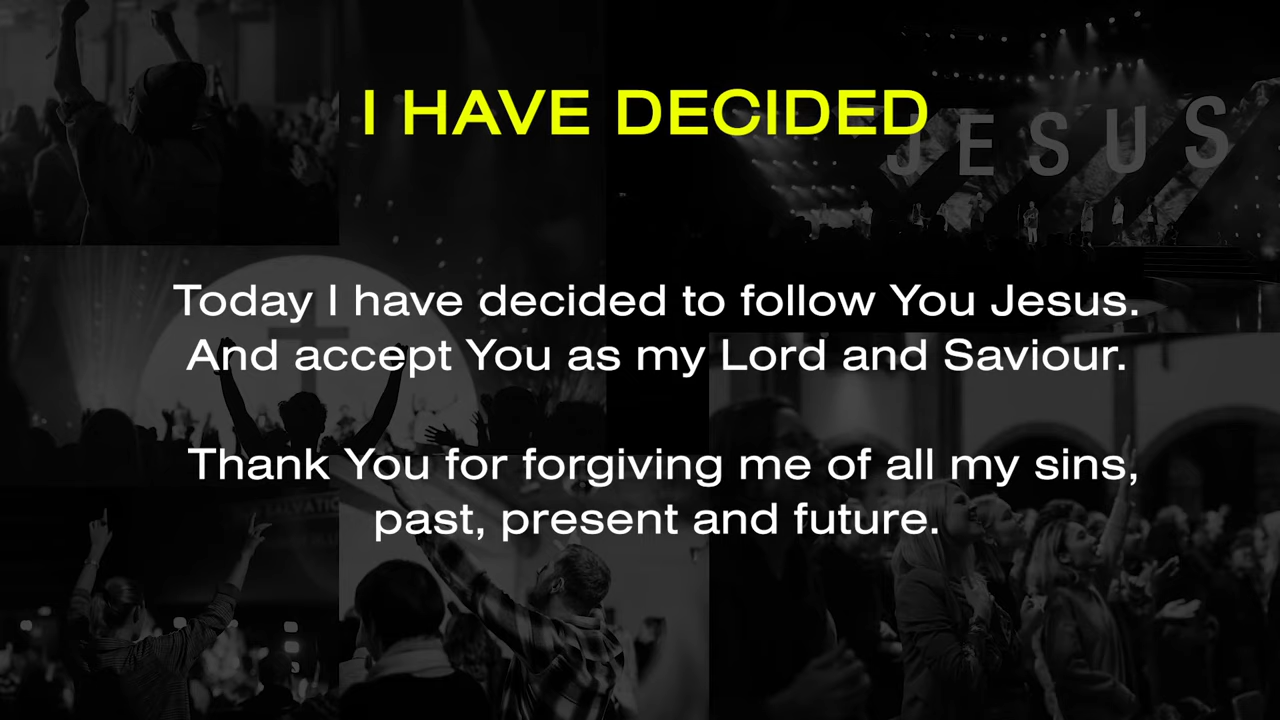 I HAVE DECIDED
JESUS
Today I have decided to follow You Jesus.
And accept You as my Lord and Saviour.
Thank You for forgiving me of all my sins,
past, present and future.